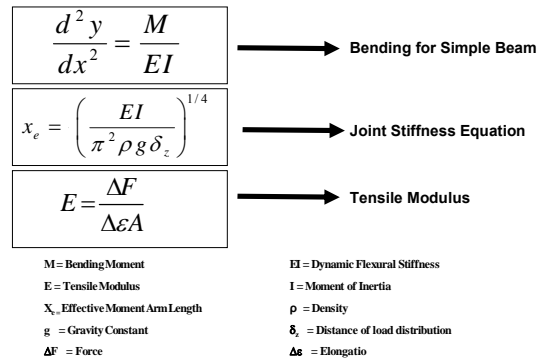 d²y/dx² = M/EI
Bending for Simple Beam
xₑ = (EI/π²ρgδ_z)^1/4
Joint Stiffness Equation
E = ΔF/ΔεA
Tensile Modulus
M = Bending Moment
EI = Dynamic Flexural Stiffness
E = Tensile Modulus
I = Moment of Inertia
Xₑ₌ Effective Moment Arm Length
ρ = Density
g = Gravity Constant
δ_z = Distance of load distribution
ΔF = Force
Δε = Elongatio